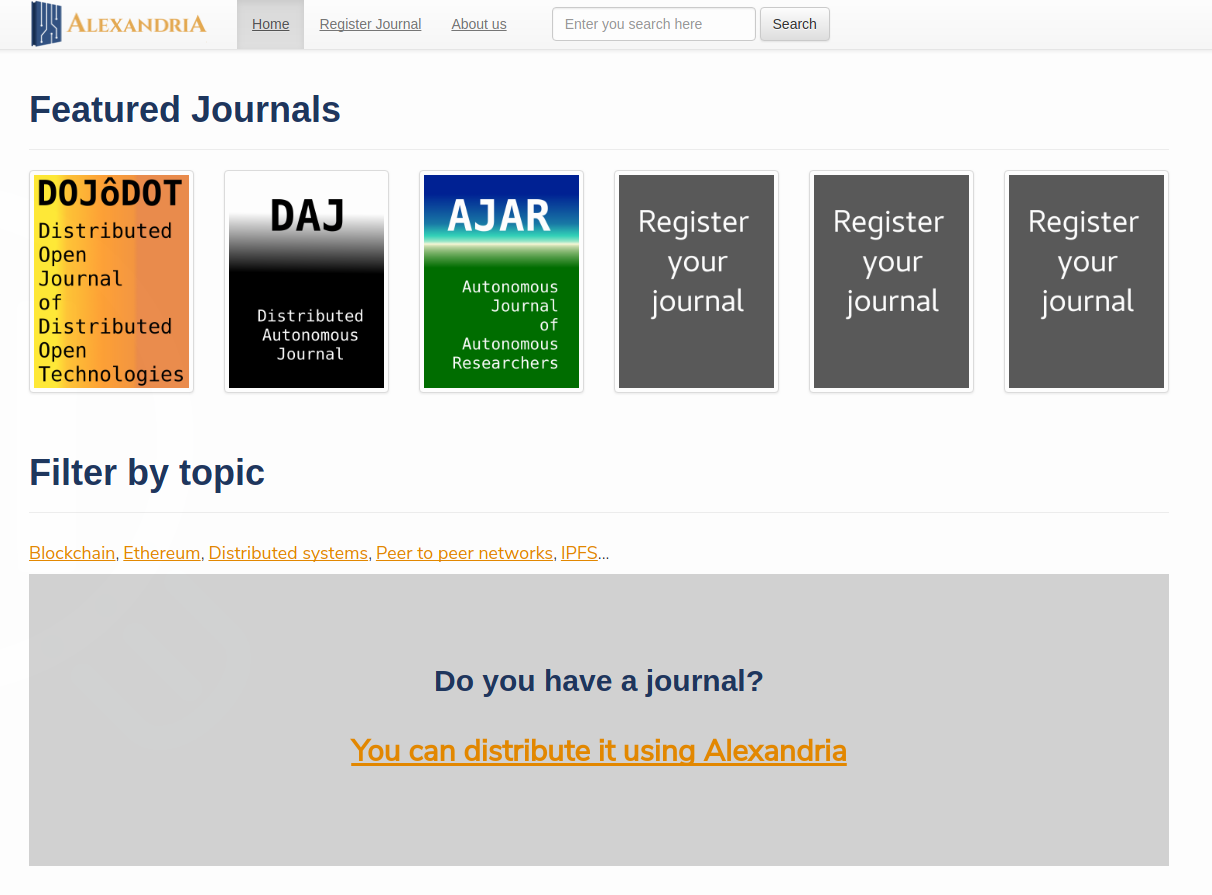 ALEXANDRIA
Home
Register Journal
About us
Enter you search here
Search
Featured Journals
DOJôDOT
Distributed
Open
Journal
of
Distributed
Open
Technologies
DAJ
Distributed
Autonomous
Journal
AJAR
Autonomous
Journal
of
Autonomous
Researchers
Register
your
journal
Register
your
journal
Register
your
journal
Filter by topic
Blockchain, Ethereum, Distributed systems, Peer to peer networks, IPFS...
Do you have a journal?
You can distribute it using Alexandria